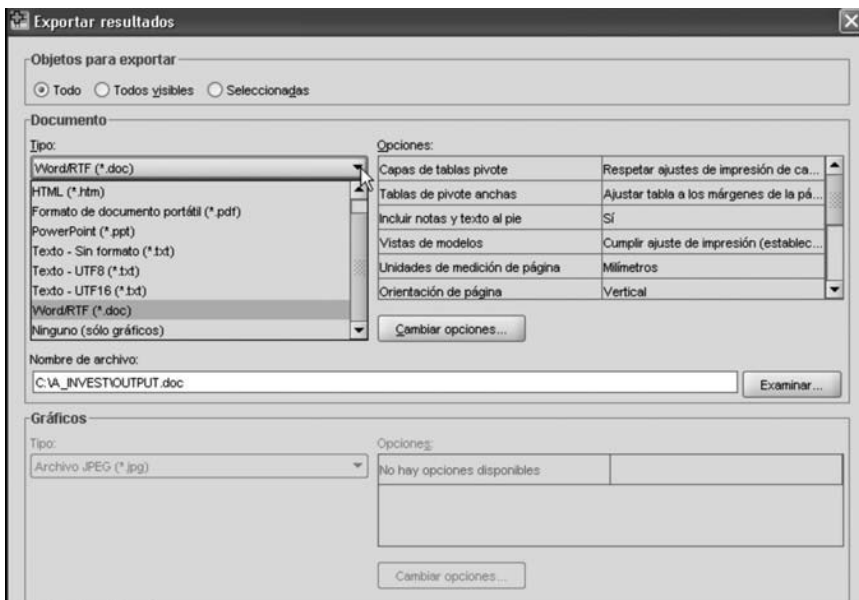 Exportar resultados
Objetos para exportar
Todo Todos visibles Seleccionadas
Documento
Tipo:
Word/RTF (*.doc)
HTML (*.htm)
Formato de documento portátil (*.pdf)
PowerPoint (*.ppt)
Texto - Sin formato (*.txt)
Texto - UTF8 (*.txt)
Texto - UTF16 (*.txt)
Word/RTF (*.doc)
Ninguno (sólo gráficos)
Opciones:
Capas de tablas pivote Respetar ajustes de impresión de ca...
Tablas de pivote anchas Ajustar tabla a los márgenes de la pá...
Incluir notas y texto al pie Sí
Vistas de modelos Cumplir ajuste de impresión (establec...
Unidades de medición de página Milímetros
Orientación de página Vertical
Cambiar opciones...
Nombre de archivo:
C:\A_INVEST\OUTPUT.doc
Examinar...
Gráficos
Tipo:
Archivo JPEG (*.jpg)
Opciones:
No hay opciones disponibles
Cambiar opciones...